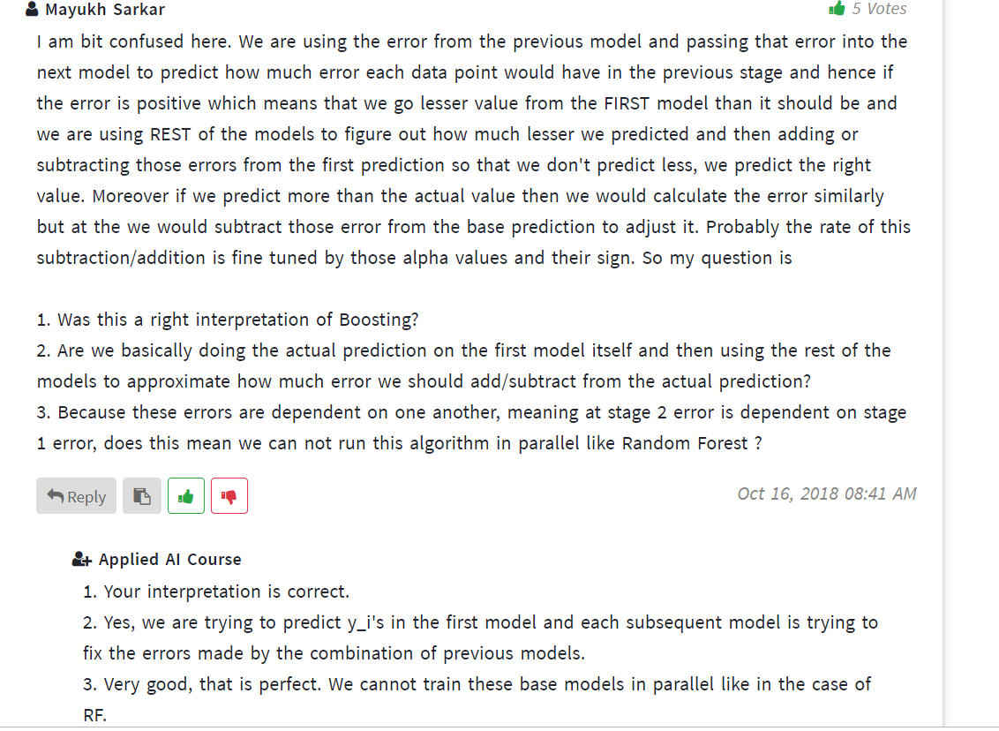 Mayukh Sarkar
5 Votes
I am bit confused here. We are using the error from the previous model and passing that error into the
next model to predict how much error each data point would have in the previous stage and hence if
the error is positive which means that we go lesser value from the FIRST model than it should be and
we are using REST of the models to figure out how much lesser we predicted and then adding or
subtracting those errors from the first prediction so that we don't predict less, we predict the right
value. Moreover if we predict more than the actual value then we would calculate the error similarly
but at the we would subtract those error from the base prediction to adjust it. Probably the rate of this
subtraction/addition is fine tuned by those alpha values and their sign. So my question is
1. Was this a right interpretation of Boosting?
2. Are we basically doing the actual prediction on the first model itself and then using the rest of the
models to approximate how much error we should add/subtract from the actual prediction?
3. Because these errors are dependent on one another, meaning at stage 2 error is dependent on stage
1 error, does this mean we can not run this algorithm in parallel like Random Forest ?
Reply
Oct 16, 2018 08:41 AM
Applied AI Course
1. Your interpretation is correct.
2. Yes, we are trying to predict y_i's in the first model and each subsequent model is trying to
fix the errors made by the combination of previous models.
3. Very good, that is perfect. We cannot train these base models in parallel like in the case of
RF.